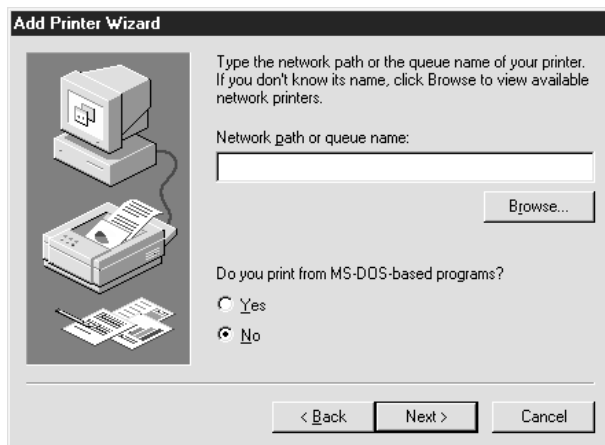 Add Printer Wizard
Type the network path or the queue name of your printer.
If you don't know its name, click Browse to view available
network printers.
Network path or queue name:
Browse...
Do you print from MS-DOS-based programs?
Yes
No
< Back
Next >
Cancel